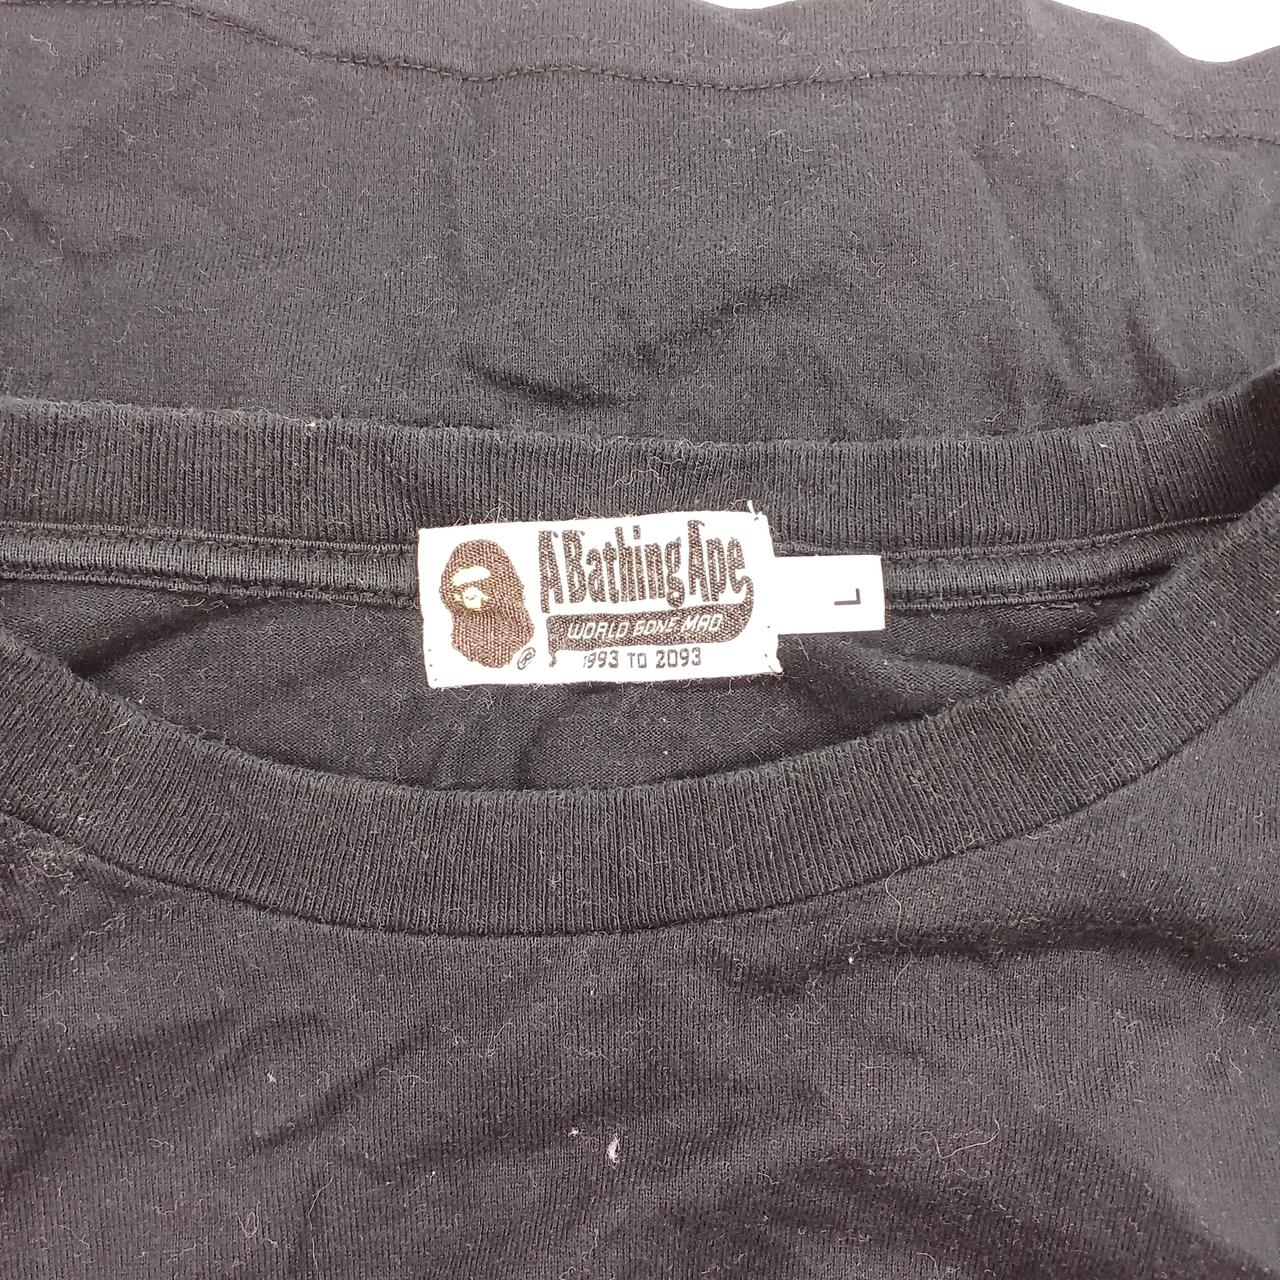 A Bathing Ape
WORLD GONE MAD
1993 TO 2093
®
L